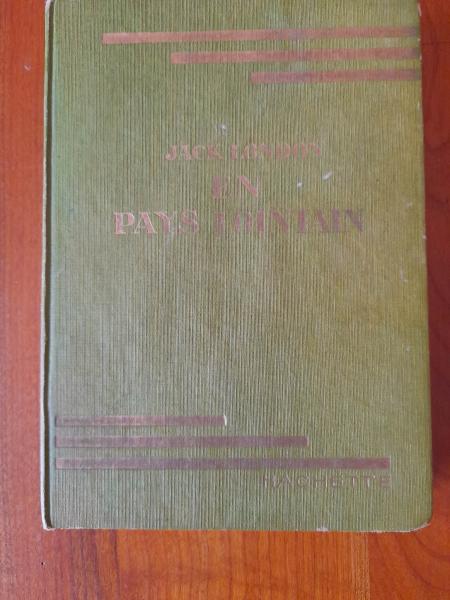 JACK LONDON
EN
PAYS LOINTAIN
HACHETTE